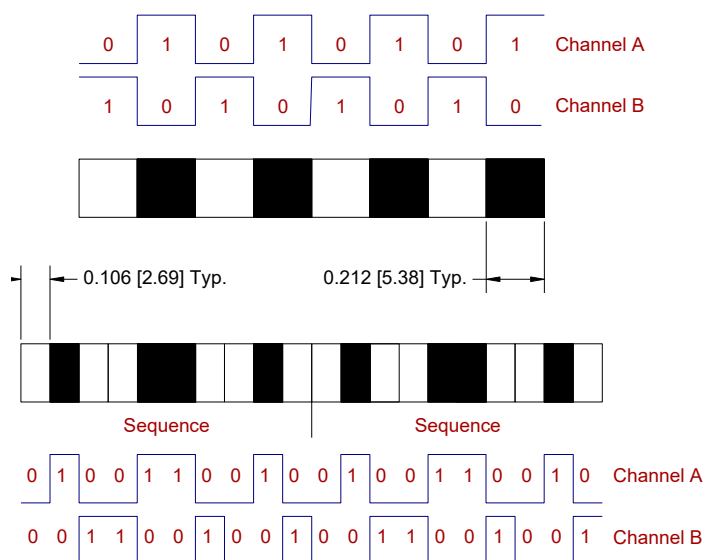 0 1 0 1 0 1 0 1 Channel A
1 0 1 0 1 0 1 0 Channel B
0.106 [2.69] Typ. 0.212 [5.38] Typ.
Sequence Sequence
0 1 0 0 1 1 0 0 1 0 0 1 0 0 1 1 0 0 1 0 Channel A
0 0 1 1 0 0 1 0 0 1 0 0 1 1 0 0 1 0 0 1 Channel B